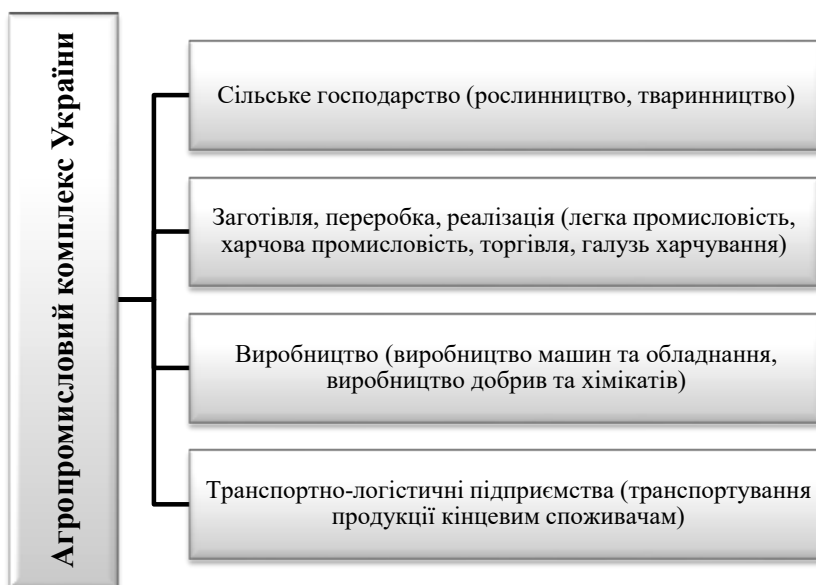 Агропромисловий комплекс України
Сільське господарство (рослинництво, тваринництво)
Заготівля, переробка, реалізація (легка промисловість,
харчова промисловість, торгівля, галузь харчування)
Виробництво (виробництво машин та обладнання,
виробництво добрив та хімікатів)
Транспортно-логістичні підприємства (транспортування
продукції кінцевим споживачам)